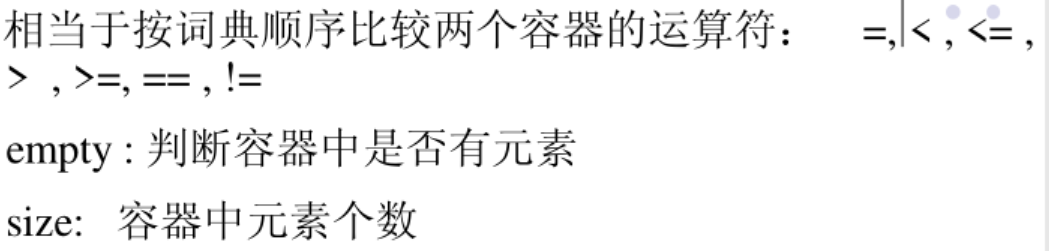 相当于按词典顺序比较两个容器的运算符： =, < , <= ,
> , >=, == , !=
empty : 判断容器中是否有元素
size: 容器中元素个数